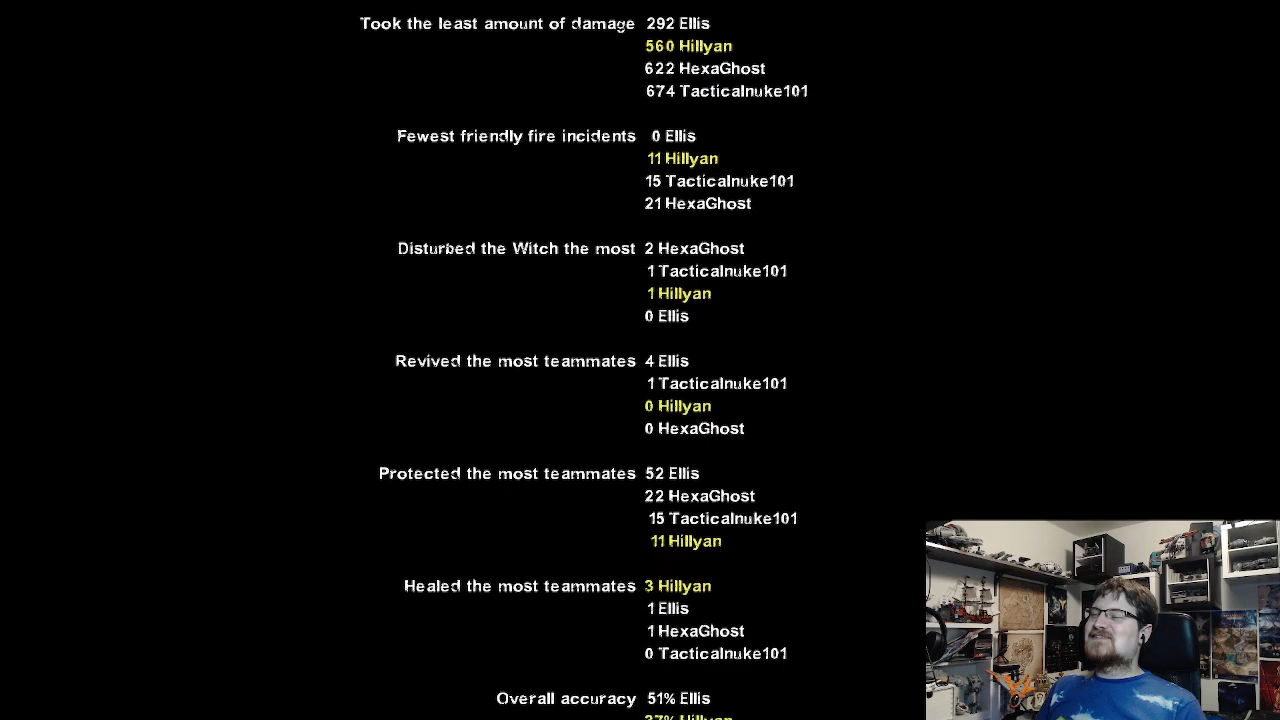 Took the least amount of damage 292 Ellis
560 Hillyan
622 HexaGhost
674 Tacticalnuke101
Fewest friendly fire incidents 0 Ellis
11 Hillyan
15 Tacticalnuke101
21 HexaGhost
Disturbed the Witch the most 2 HexaGhost
1 Tacticalnuke101
1 Hillyan
0 Ellis
Revived the most teammates 4 Ellis
1 Tacticalnuke101
0 Hillyan
0 HexaGhost
Protected the most teammates 52 Ellis
22 HexaGhost
15 Tacticalnuke101
11 Hillyan
Healed the most teammates 3 Hillyan
1 Ellis
1 HexaGhost
0 Tacticalnuke101
Overall accuracy 51% Ellis
37% Hillyan